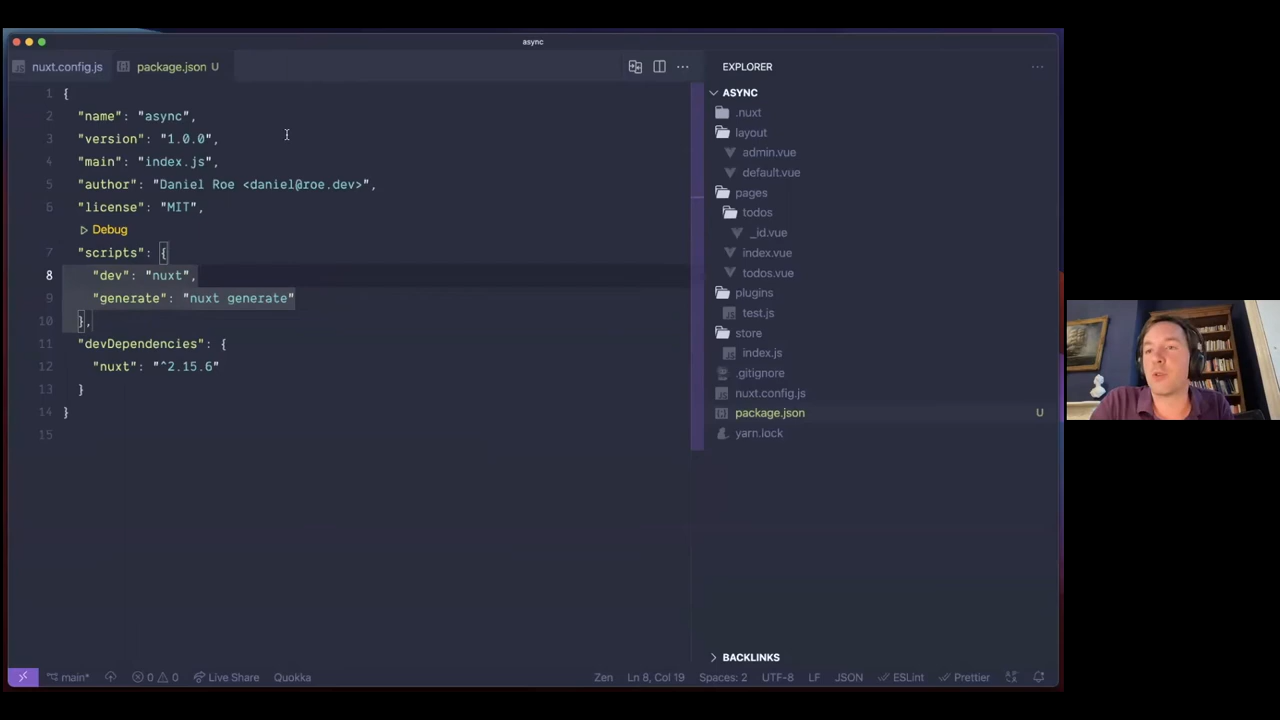 async
nuxt.config.js
package.json U
1 {
2 "name": "async",
3 "version": "1.0.0",
4 "main": "index.js",
5 "author": "Daniel Roe <daniel@roe.dev>",
6 "license": "MIT",
Debug
7 "scripts": {
8 "dev": "nuxt",
9 "generate": "nuxt generate"
10 },
11 "devDependencies": {
12 "nuxt": "^2.15.6"
13 }
14 }
15
EXPLORER
ASYNC
.nuxt
layout
admin.vue
default.vue
pages
todos
_id.vue
index.vue
todos.vue
plugins
test.js
store
index.js
.gitignore
nuxt.config.js
package.json U
yarn.lock
BACKLINKS
main* 0 0 Live Share Quokka Zen Ln 8, Col 19 Spaces: 2 UTF-8 LF JSON ESLint Prettier